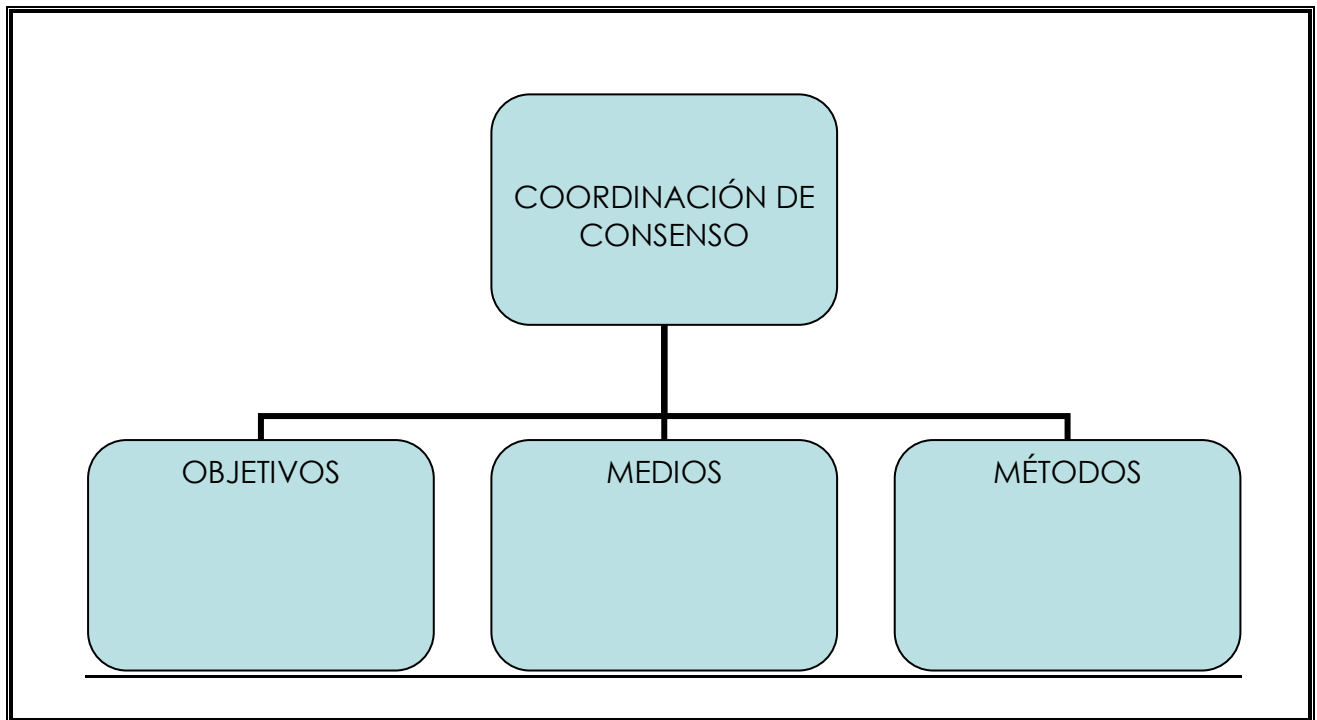 COORDINACIÓN DE
CONSENSO
OBJETIVOS
MEDIOS
MÉTODOS